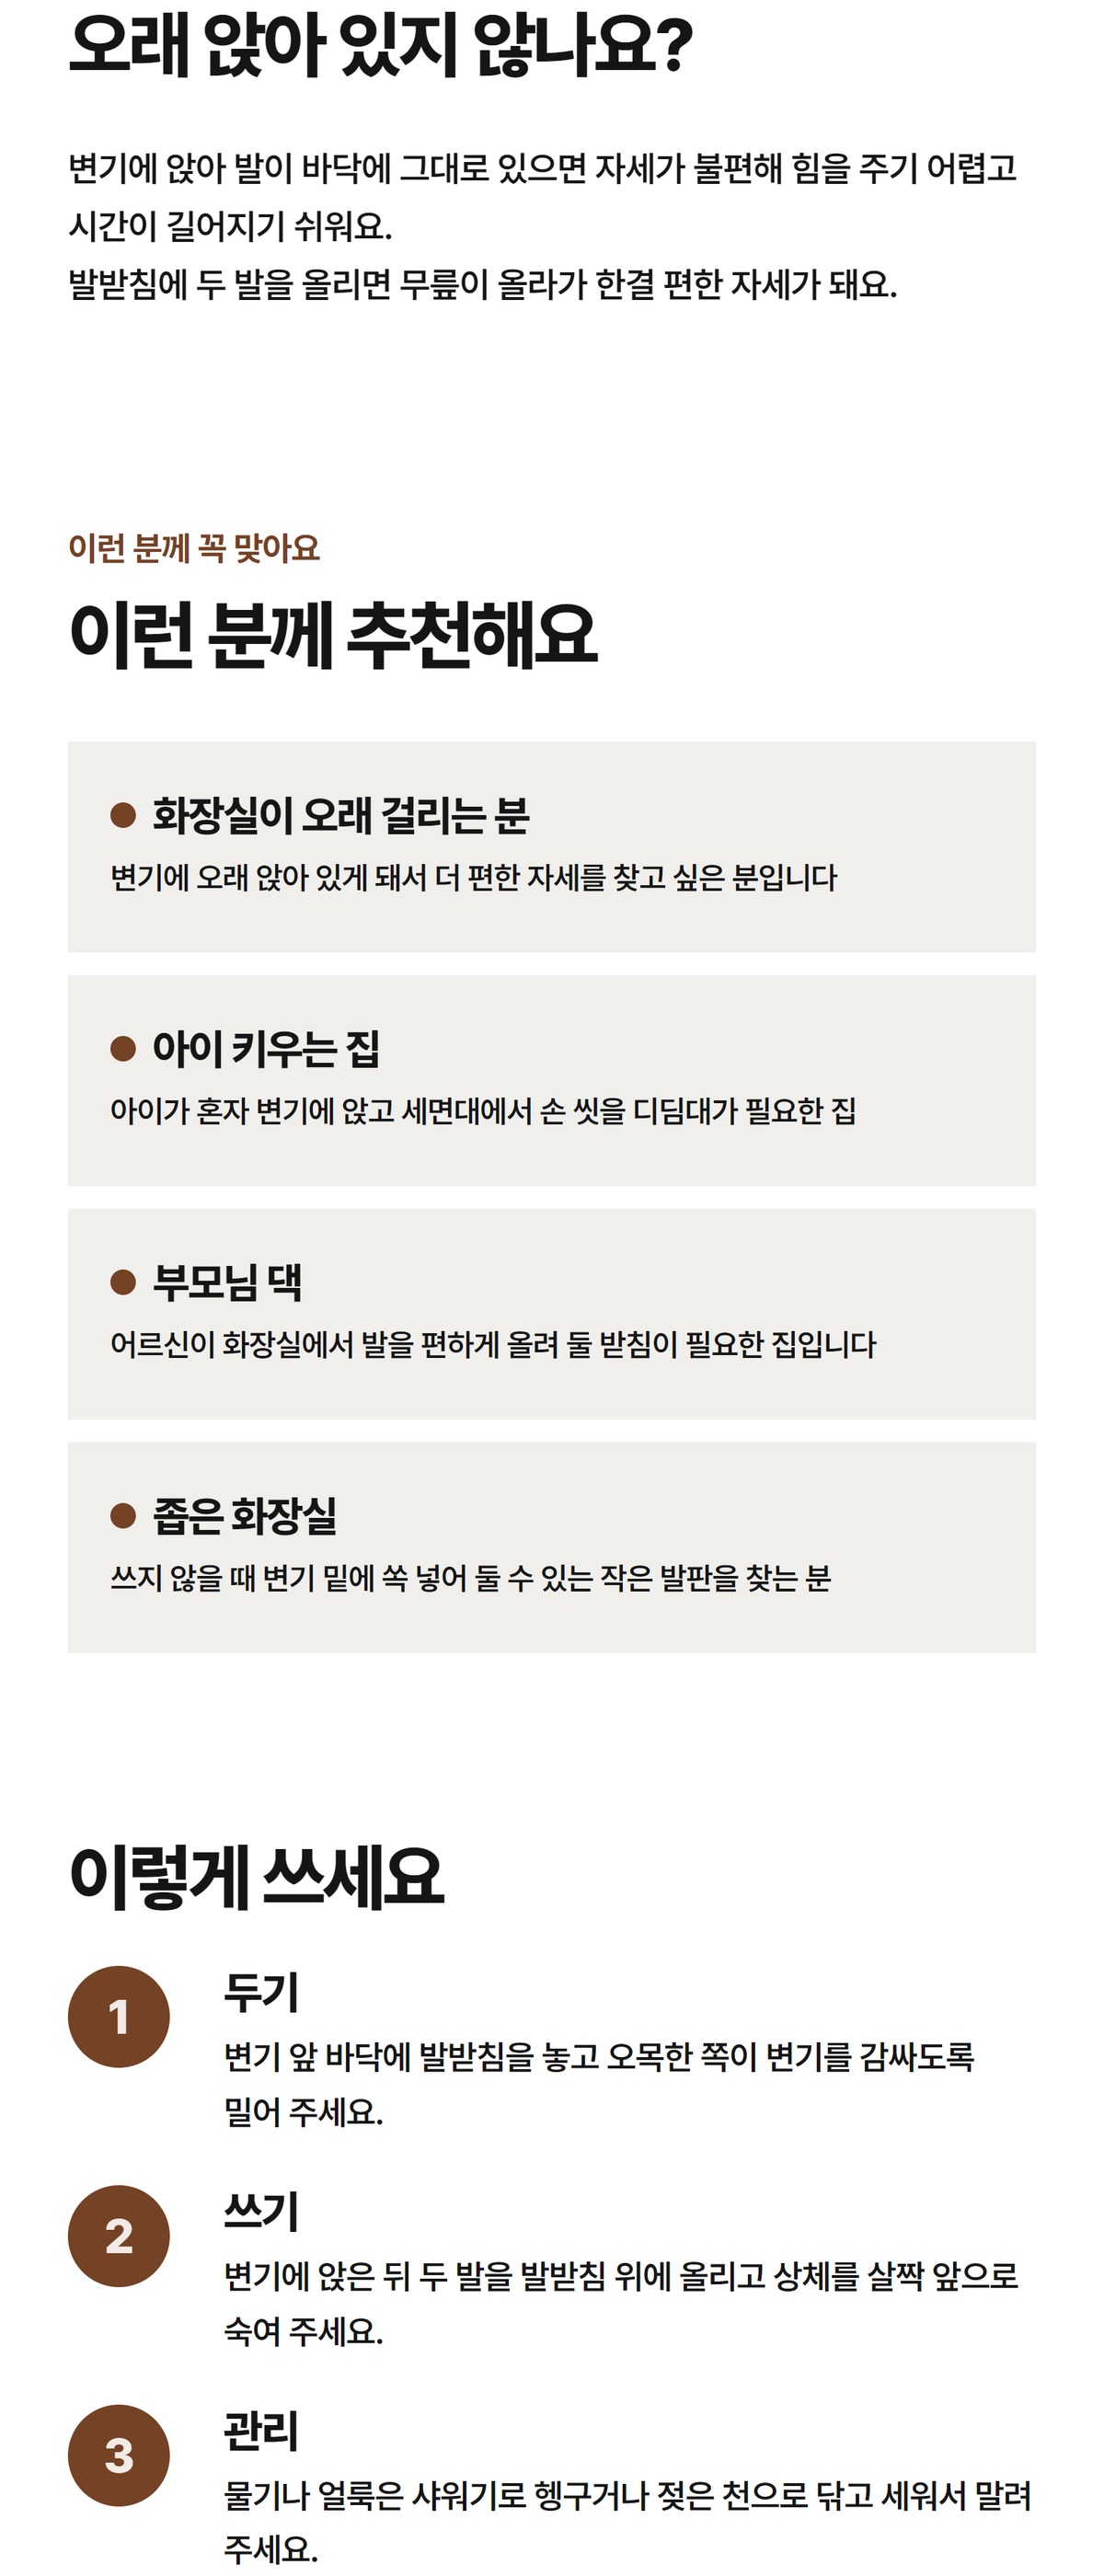 오래 앉아 있지 않나요?
변기에 앉아 발이 바닥에 그대로 있으면 자세가 불편해 힘을 주기 어렵고
시간이 길어지기 쉬워요.
발받침에 두 발을 올리면 무릎이 올라가 한결 편한 자세가 돼요.
이런 분께 꼭 맞아요
이런 분께 추천해요
화장실이 오래 걸리는 분
변기에 오래 앉아 있게 돼서 더 편한 자세를 찾고 싶은 분입니다
아이 키우는 집
아이가 혼자 변기에 앉고 세면대에서 손 씻을 디딤대가 필요한 집
부모님 댁
어르신이 화장실에서 발을 편하게 올려 둘 받침이 필요한 집입니다
좁은 화장실
쓰지 않을 때 변기 밑에 쏙 넣어 둘 수 있는 작은 발판을 찾는 분
이렇게 쓰세요
1
두기
변기 앞 바닥에 발받침을 놓고 오목한 쪽이 변기를 감싸도록
밀어 주세요.
2
쓰기
변기에 앉은 뒤 두 발을 발받침 위에 올리고 상체를 살짝 앞으로
숙여 주세요.
3
관리
물기나 얼룩은 샤워기로 헹구거나 젖은 천으로 닦고 세워서 말려
주세요.